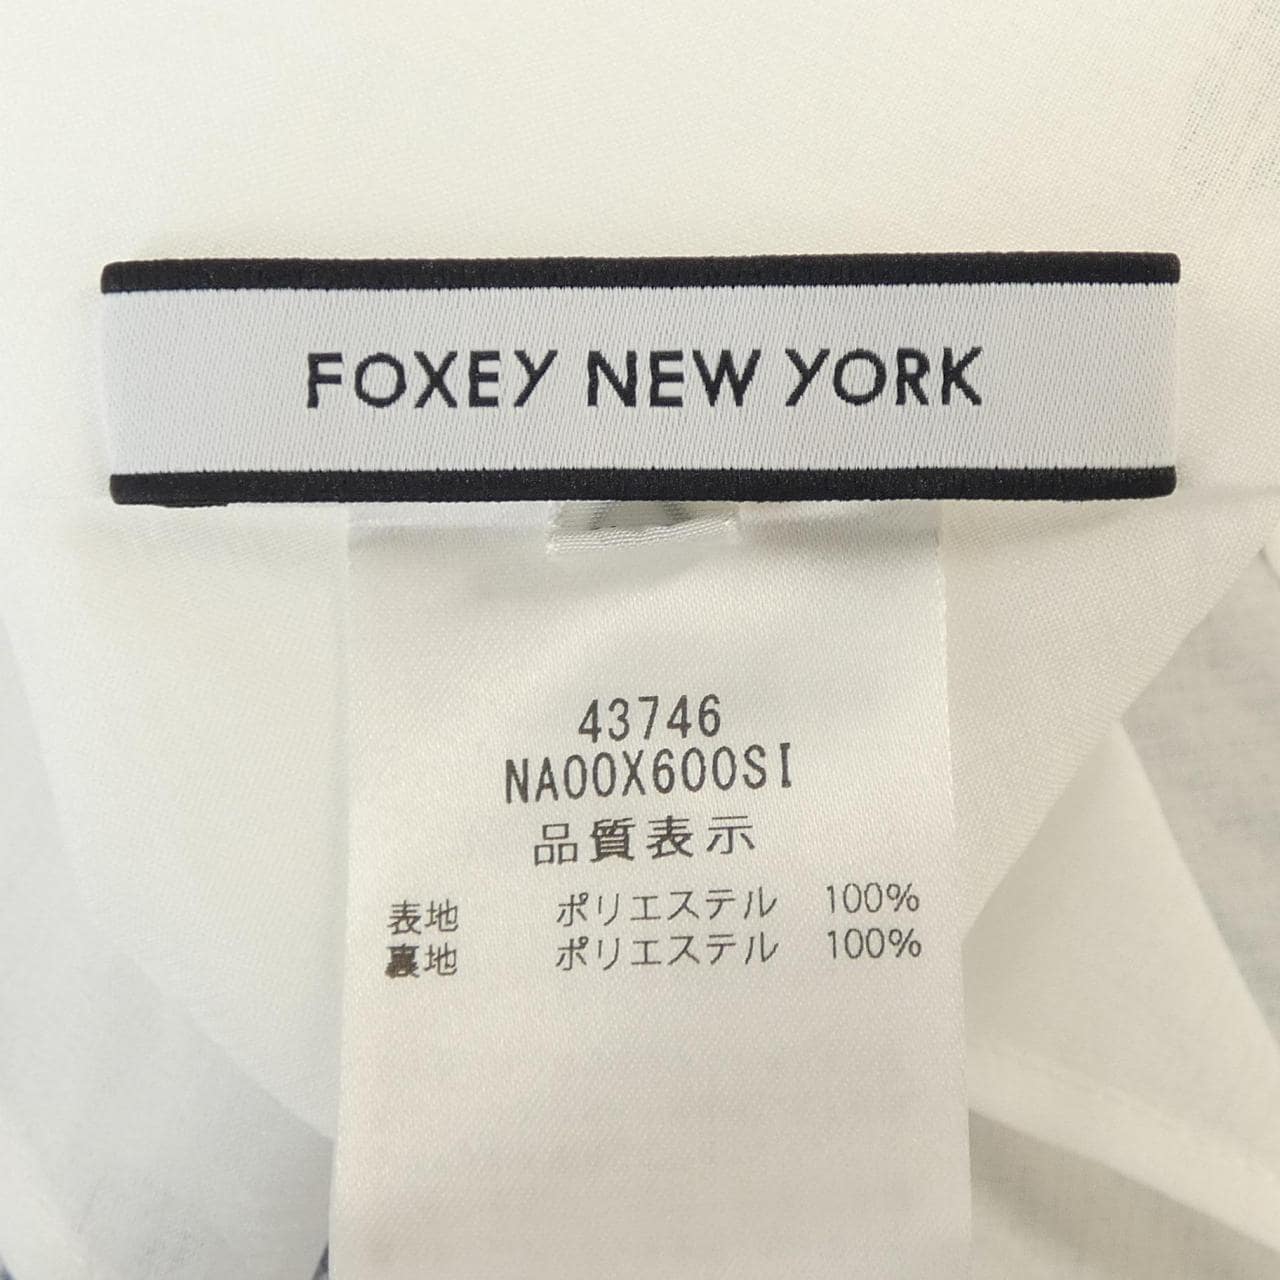 FOXEY NEW YORK
43746
NA00X600SI
品質表示
表地 ポリエステル 100%
裏地 ポリエステル 100%